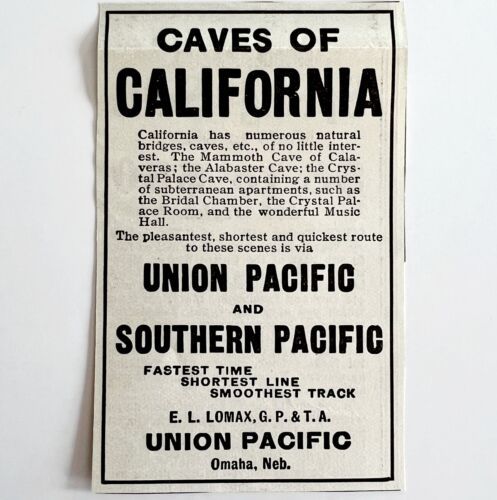 CAVES OF
CALIFORNIA
California has numerous natural
bridges, caves, etc., of no little inter-
est. The Mammoth Cave of Cala-
veras; the Alabaster Cave; the Crys-
tal Palace Cave, containing a number
of subterranean apartments, such as
the Bridal Chamber, the Crystal Pal-
ace Room, and the wonderful Music
Hall.
The pleasantest, shortest and quickest route
to these scenes is via
UNION PACIFIC
AND
SOUTHERN PACIFIC
FASTEST TIME
SHORTEST LINE
SMOOTHEST TRACK
E. L. LOMAX, G. P. & T. A.
UNION PACIFIC
Omaha, Neb.